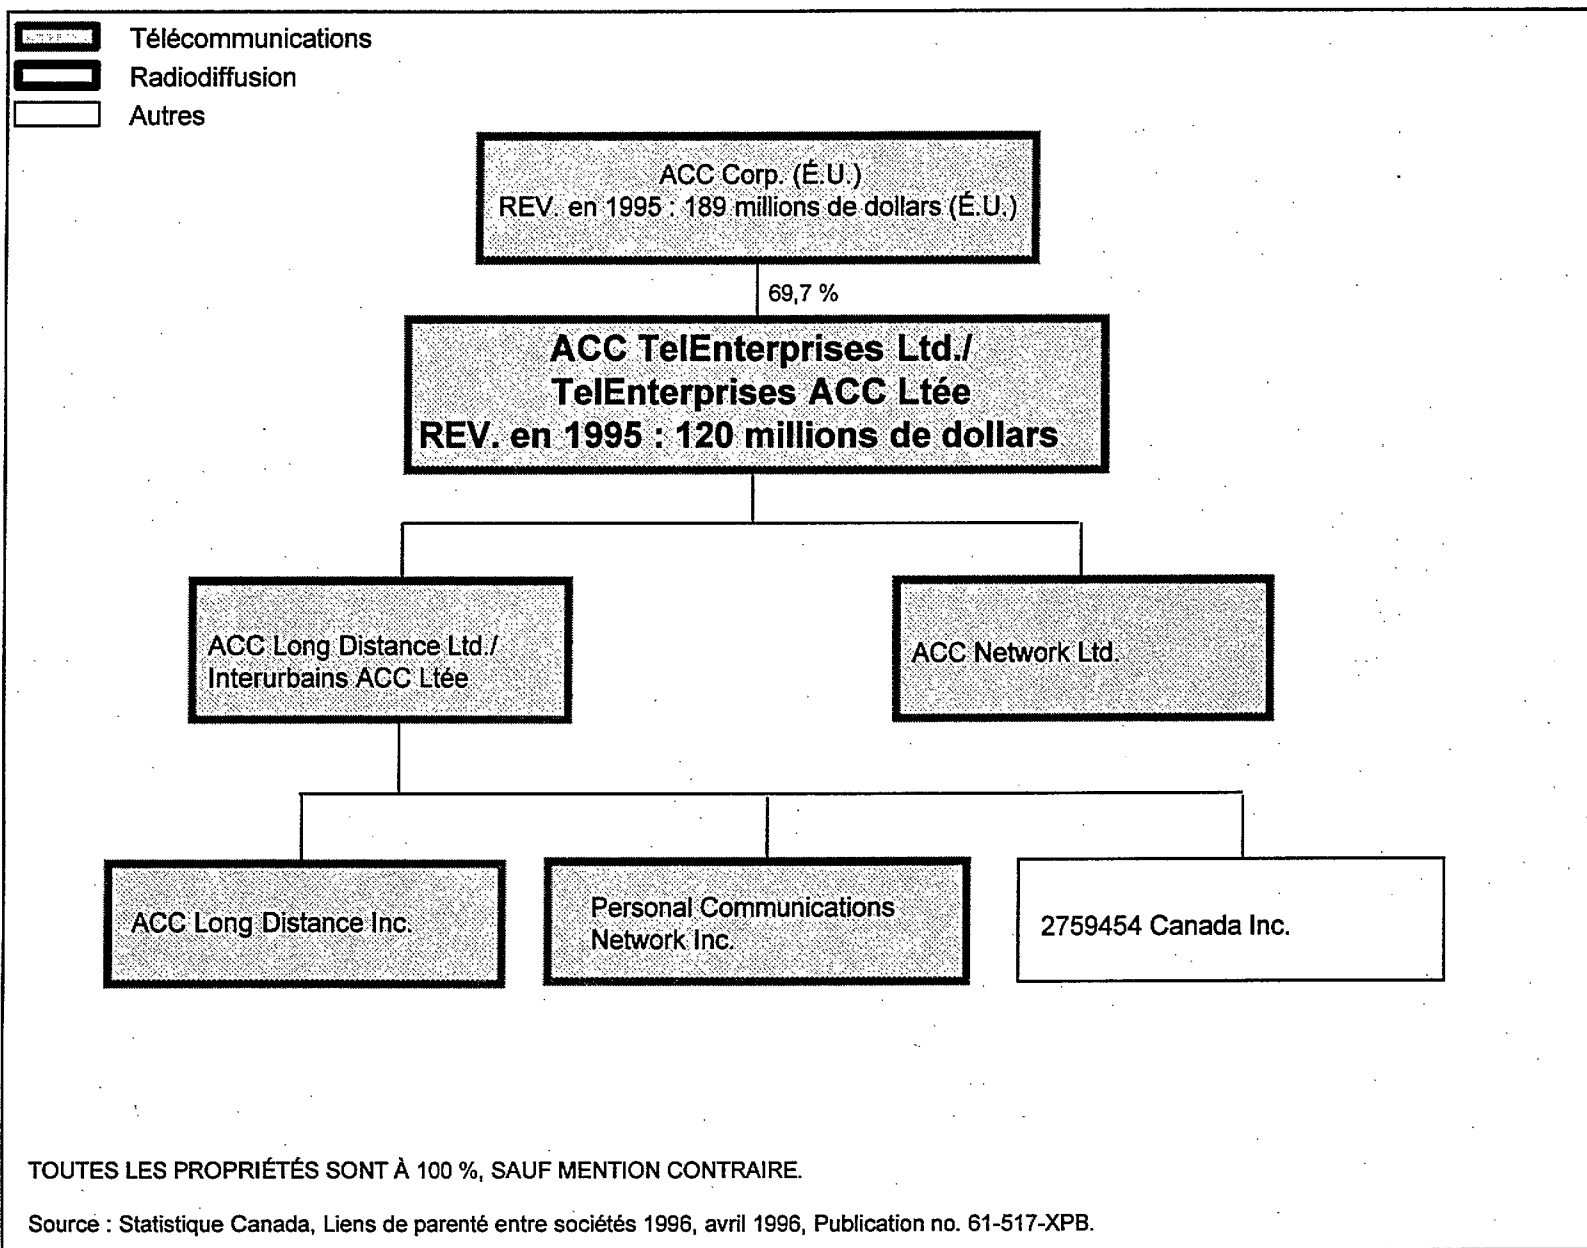 Télécommunications
Radiodiffusion
Autres
ACC Corp. (É.U.)
REV. en 1995 : 189 millions de dollars (É.U.)
69,7 %
ACC TelEnterprises Ltd./
TelEnterprises ACC Ltée
REV. en 1995 : 120 millions de dollars
ACC Long Distance Ltd./
Interurbains ACC Ltée
ACC Network Ltd.
ACC Long Distance Inc.
Personal Communications
Network Inc.
2759454 Canada Inc.
TOUTES LES PROPRIÉTÉS SONT À 100 %, SAUF MENTION CONTRAIRE.
Source : Statistique Canada, Liens de parenté entre sociétés 1996, avril 1996, Publication no. 61-517-XPB.